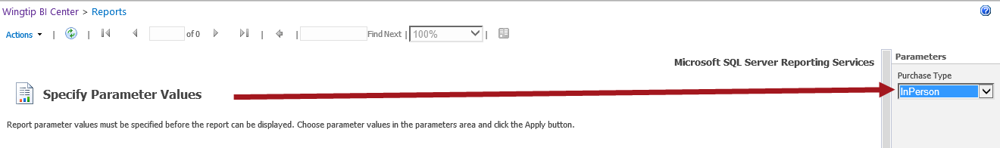 Wingtip BI Center > Reports
Actions | | of 0 | Find Next | 100% |
Microsoft SQL Server Reporting Services
Parameters
Purchase Type
InPerson
Specify Parameter Values
Report parameter values must be specified before the report can be displayed. Choose parameter values in the parameters area and click the Apply button.